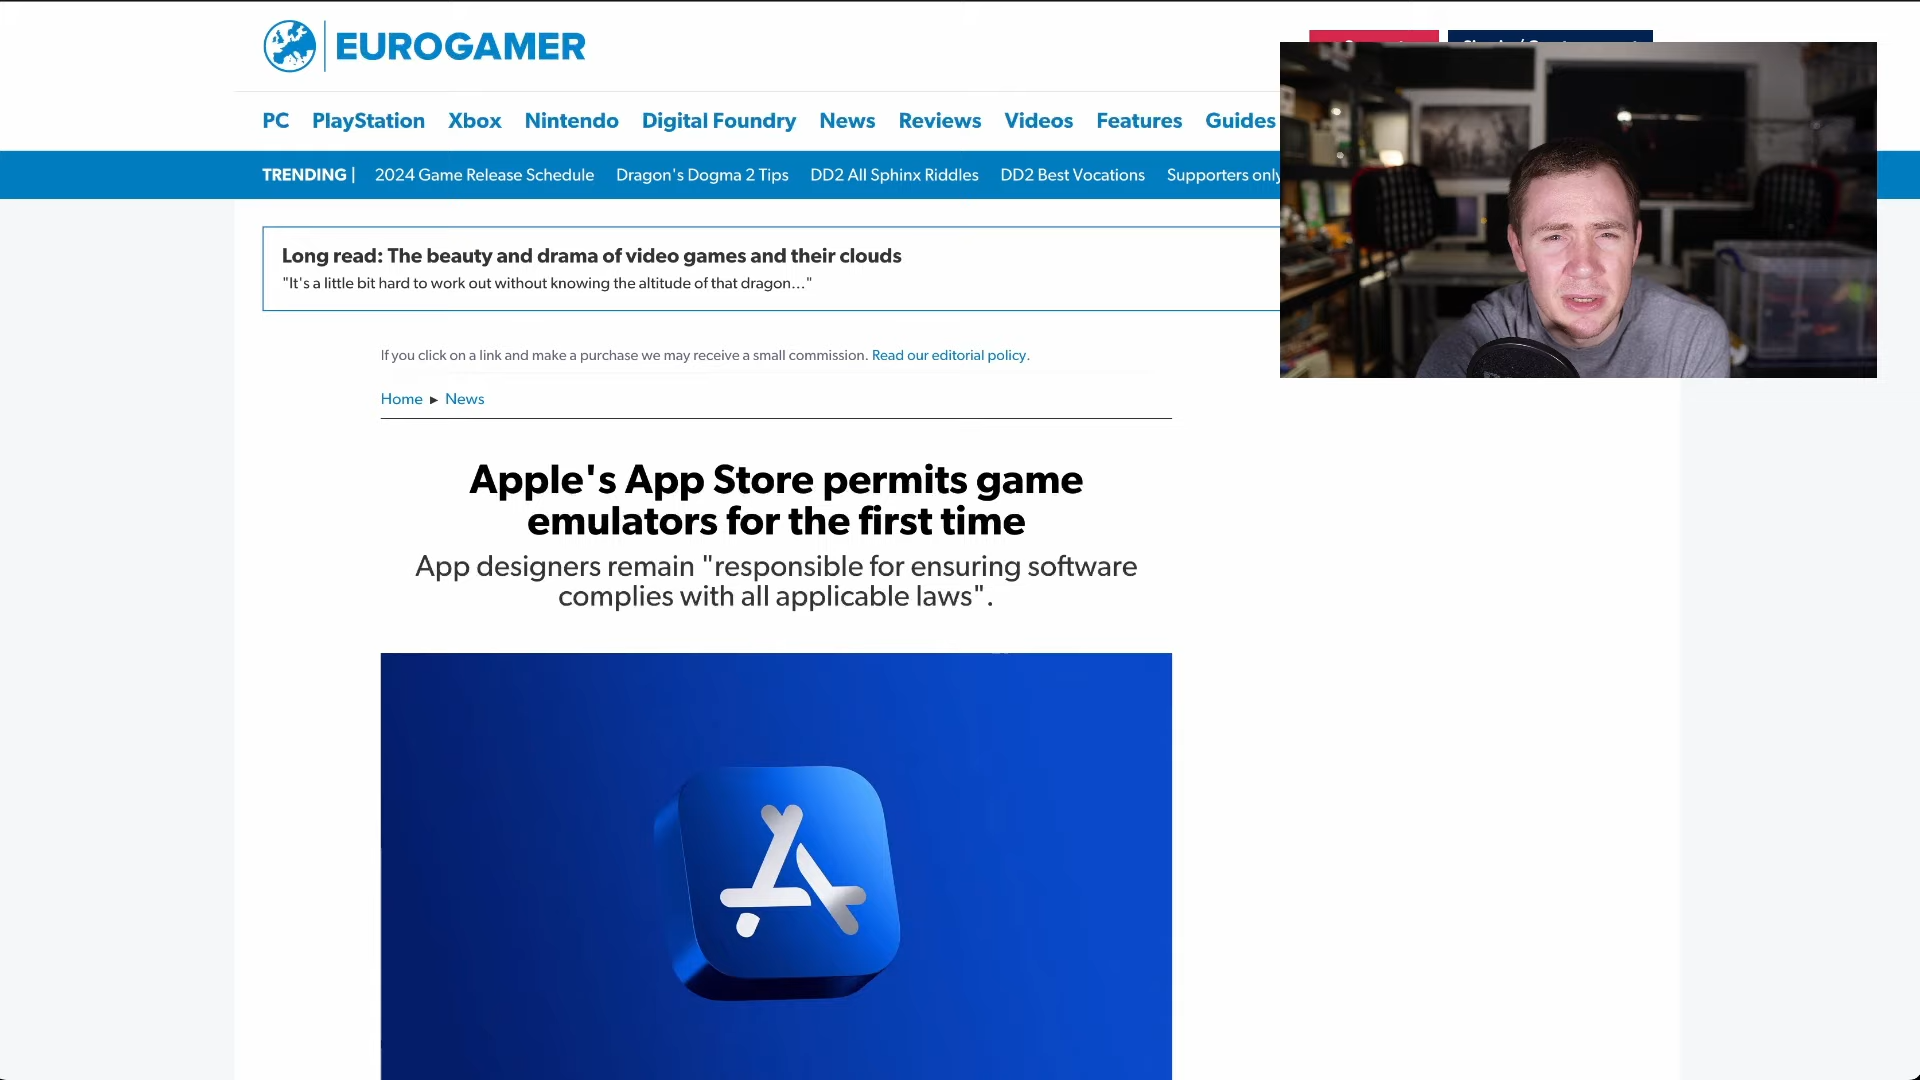 EUROGAMER
PC PlayStation Xbox Nintendo Digital Foundry News Reviews Videos Features Guides
TRENDING | 2024 Game Release Schedule Dragon's Dogma 2 Tips DD2 All Sphinx Riddles DD2 Best Vocations Supporters only
Long read: The beauty and drama of video games and their clouds
"It's a little bit hard to work out without knowing the altitude of that dragon..."
If you click on a link and make a purchase we may receive a small commission. Read our editorial policy.
Home ▸ News
Apple's App Store permits game
emulators for the first time
App designers remain "responsible for ensuring software
complies with all applicable laws".